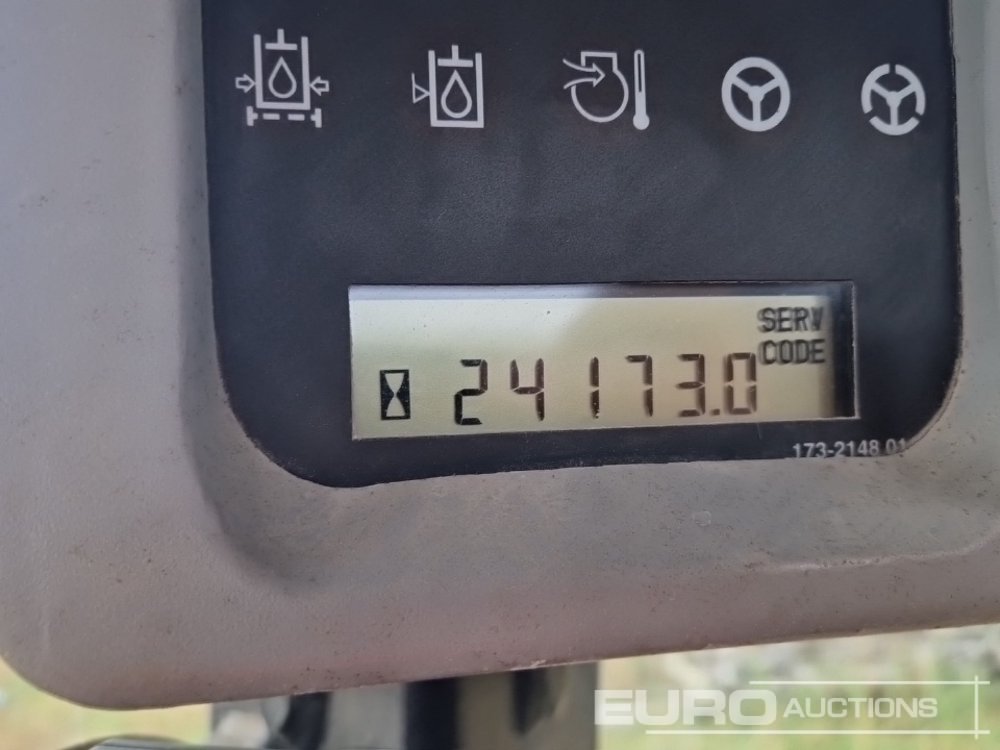 SERV
CODE
24173.0
173-2148 01
EURO AUCTIONS